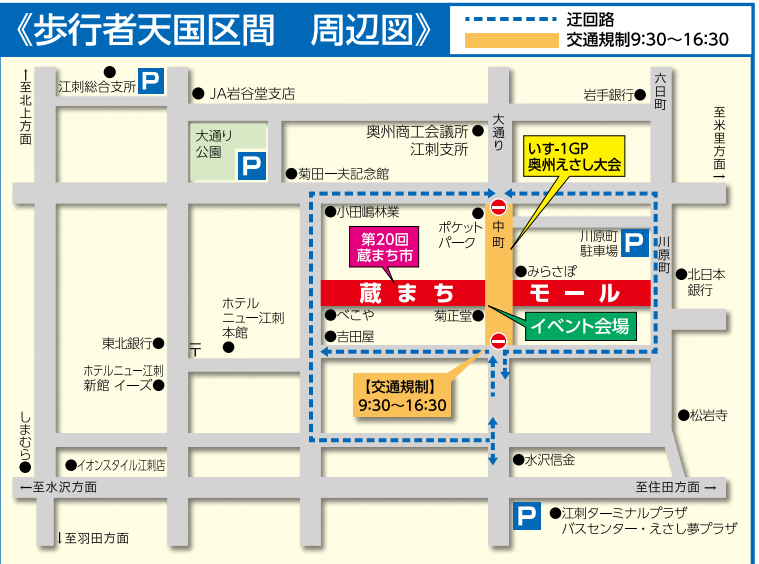 《歩行者天国区間　周辺図》
迂回路
交通規制9:30～16:30
↑至北上方面
江刺総合支所
P
JA岩谷堂支店
大通り
公園
P
菊田一夫記念館
奥州商工会議所
江刺支所
大通り
岩手銀行
六日町
至米里方面→
いす-1GP
奥州えさし大会
小田嶋林業
ポケット
パーク
中町
川原町
駐車場
P
川原町
第20回
蔵まち市
みらさぽ
北日本
銀行
蔵まち　モール
ホテル
ニュー江刺
本館
べこや
菊正堂
イベント会場
吉田屋
東北銀行
〒
ホテルニュー江刺
新館 イーズ
【交通規制】
9:30～16:30
しまむら
松岩寺
イオンスタイル江刺店
水沢信金
←至水沢方面
至住田方面→
P
江刺ターミナルプラザ
バスセンター・えさし夢プラザ
↓至羽田方面